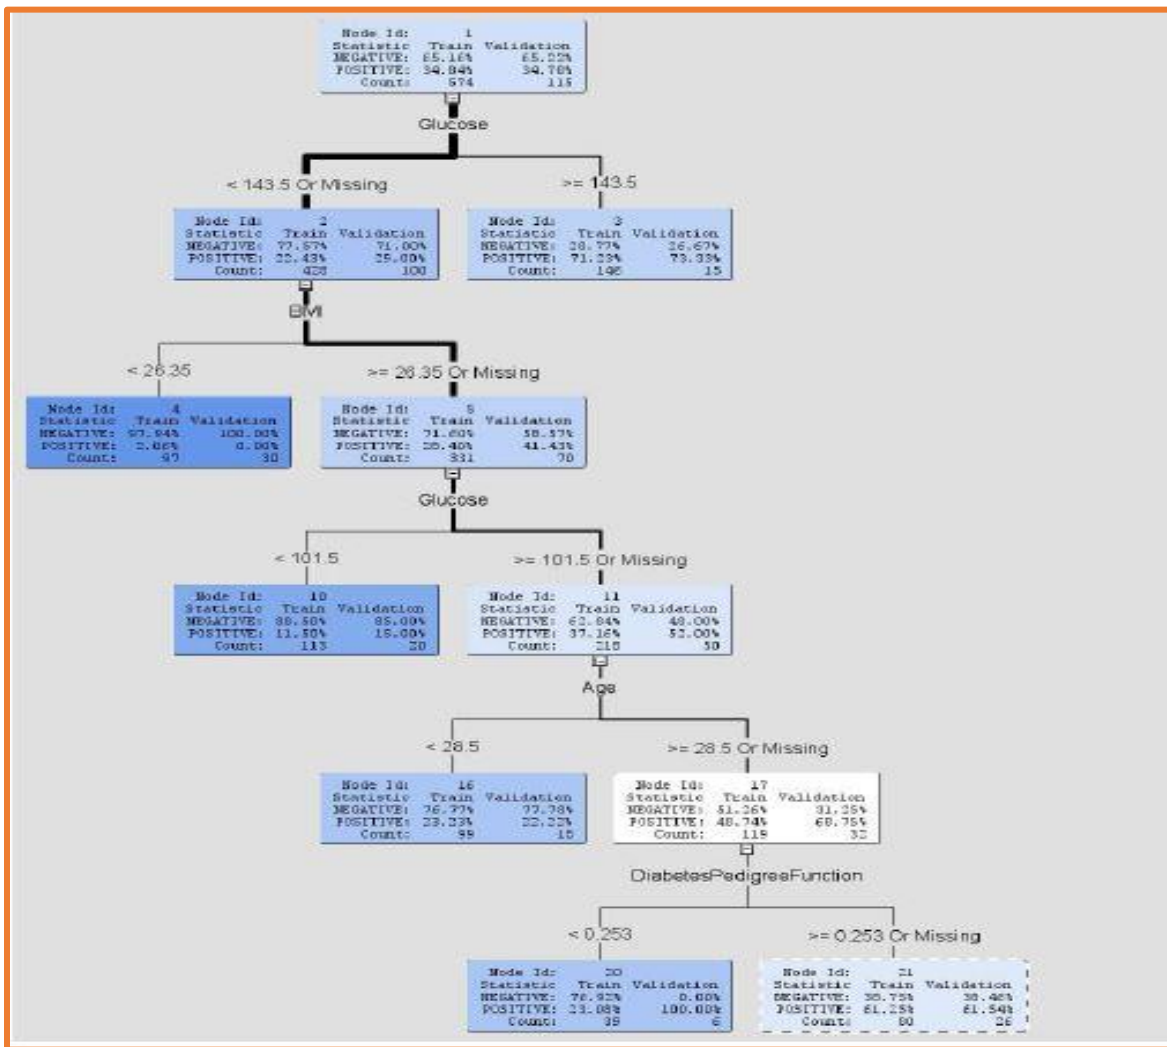 Node Id: 1
Statistic Train Validation
NEGATIVE: 65.16% 65.22%
POSITIVE: 34.84% 34.78%
Count: 574 115
Glucose
< 143.5 Or Missing
>= 143.5
Node Id: 2
Statistic Train Validation
NEGATIVE: 77.57% 71.00%
POSITIVE: 22.43% 29.00%
Count: 428 100
Node Id: 3
Statistic Train Validation
NEGATIVE: 28.77% 26.67%
POSITIVE: 71.23% 73.33%
Count: 146 15
BMI
< 26.35
>= 26.35 Or Missing
Node Id: 4
Statistic Train Validation
NEGATIVE: 97.94% 100.00%
POSITIVE: 2.06% 0.00%
Count: 97 30
Node Id: 5
Statistic Train Validation
NEGATIVE: 71.60% 58.57%
POSITIVE: 28.40% 41.43%
Count: 331 70
Glucose
< 101.5
>= 101.5 Or Missing
Node Id: 10
Statistic Train Validation
NEGATIVE: 88.50% 85.00%
POSITIVE: 11.50% 15.00%
Count: 113 20
Node Id: 11
Statistic Train Validation
NEGATIVE: 62.84% 48.00%
POSITIVE: 37.16% 52.00%
Count: 218 50
Age
< 28.5
>= 28.5 Or Missing
Node Id: 16
Statistic Train Validation
NEGATIVE: 76.77% 77.78%
POSITIVE: 23.23% 22.22%
Count: 99 18
Node Id: 17
Statistic Train Validation
NEGATIVE: 51.26% 31.25%
POSITIVE: 48.74% 68.75%
Count: 119 32
DiabetesPedigreeFunction
< 0.253
>= 0.253 Or Missing
Node Id: 20
Statistic Train Validation
NEGATIVE: 76.92% 0.00%
POSITIVE: 23.08% 100.00%
Count: 39 6
Node Id: 21
Statistic Train Validation
NEGATIVE: 38.75% 38.46%
POSITIVE: 61.25% 61.54%
Count: 80 26